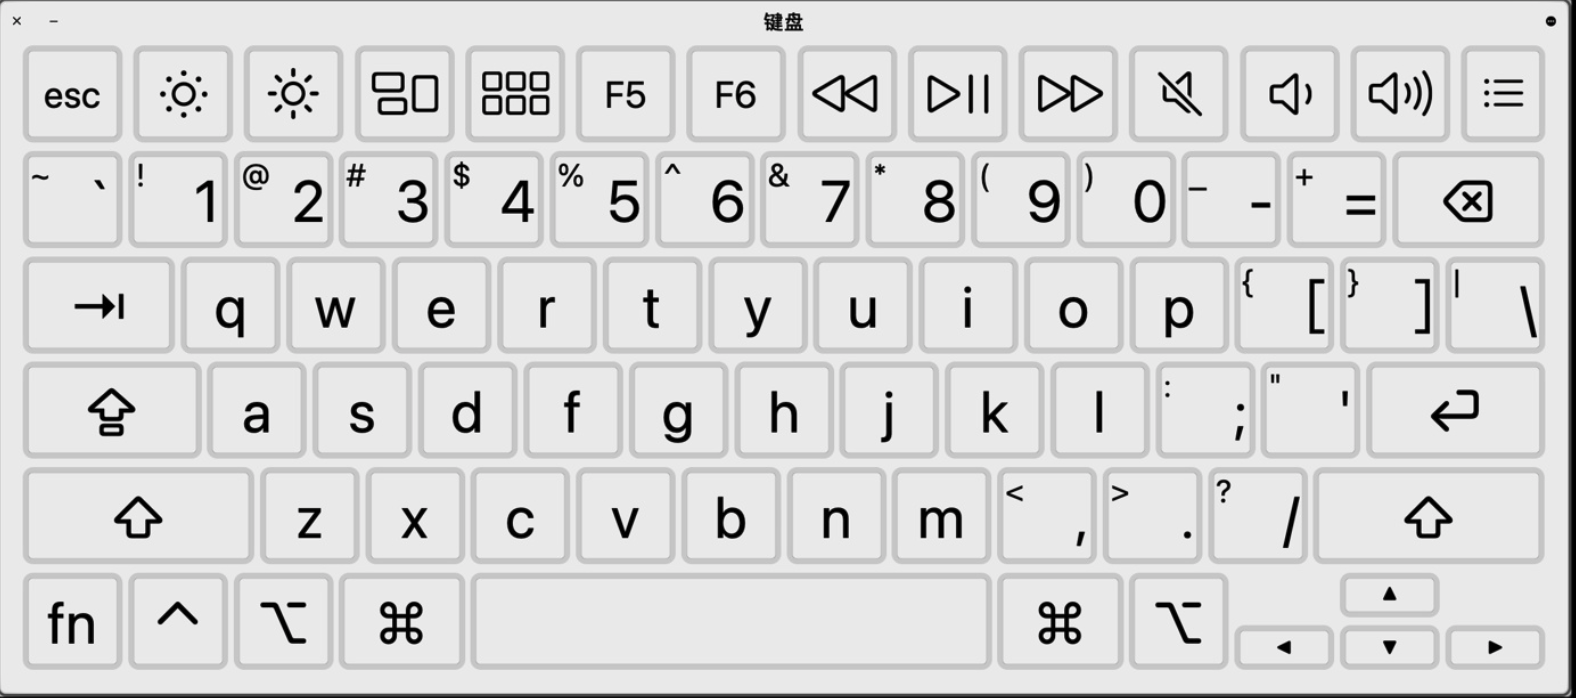 键盘
esc F5 F6
~ ` ! 1 @ 2 # 3 $ 4 % 5 ^ 6 & 7 * 8 ( 9 ) 0 _ - + =
q w e r t y u i o p { [ } ] | \
a s d f g h j k l : ; " '
z x c v b n m < , > . ? /
fn